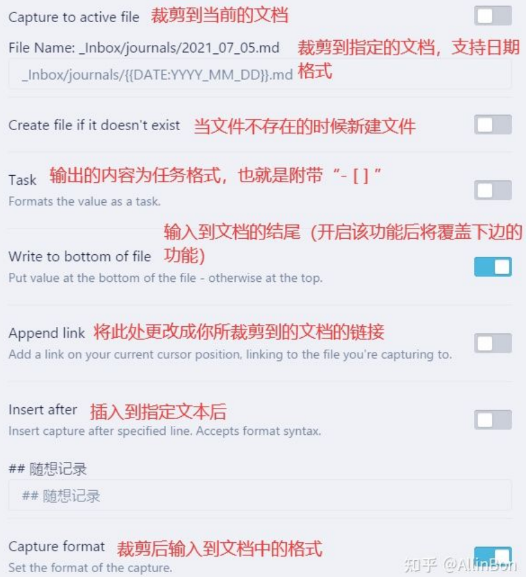 Capture to active file 裁剪到当前的文档
File Name: _Inbox/journals/2021_07_05.md 裁剪到指定的文档，支持日期
_Inbox/journals/{{DATE:YYYY_MM_DD}}.md 格式
Create file if it doesn't exist 当文件不存在的时候新建文件
Task 输出的内容为任务格式，也就是附带“- [ ] ”
Formats the value as a task.
输入到文档的结尾（开启该功能后将覆盖下边的
Write to bottom of file 功能）
Put value at the bottom of the file - otherwise at the top.
Append link 将此处更改成你所裁剪到的文档的链接
Add a link on your current cursor position, linking to the file you're capturing to.
Insert after 插入到指定文本后
Insert capture after specified line. Accepts format syntax.
## 随想记录
## 随想记录
Capture format 裁剪后输入到文档中的格式
Set the format of the capture.
知乎 @AllinBon